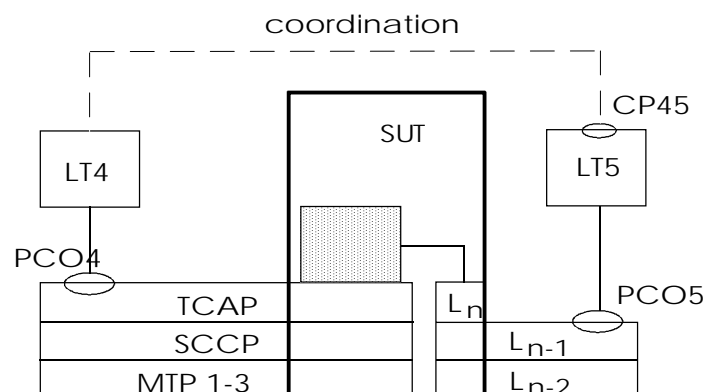 coordination
CP45
SUT
LT4
LT5
PCO4
PCO5
TCAP
Ln
SCCP
Ln-1
MTP 1-3
Ln-2